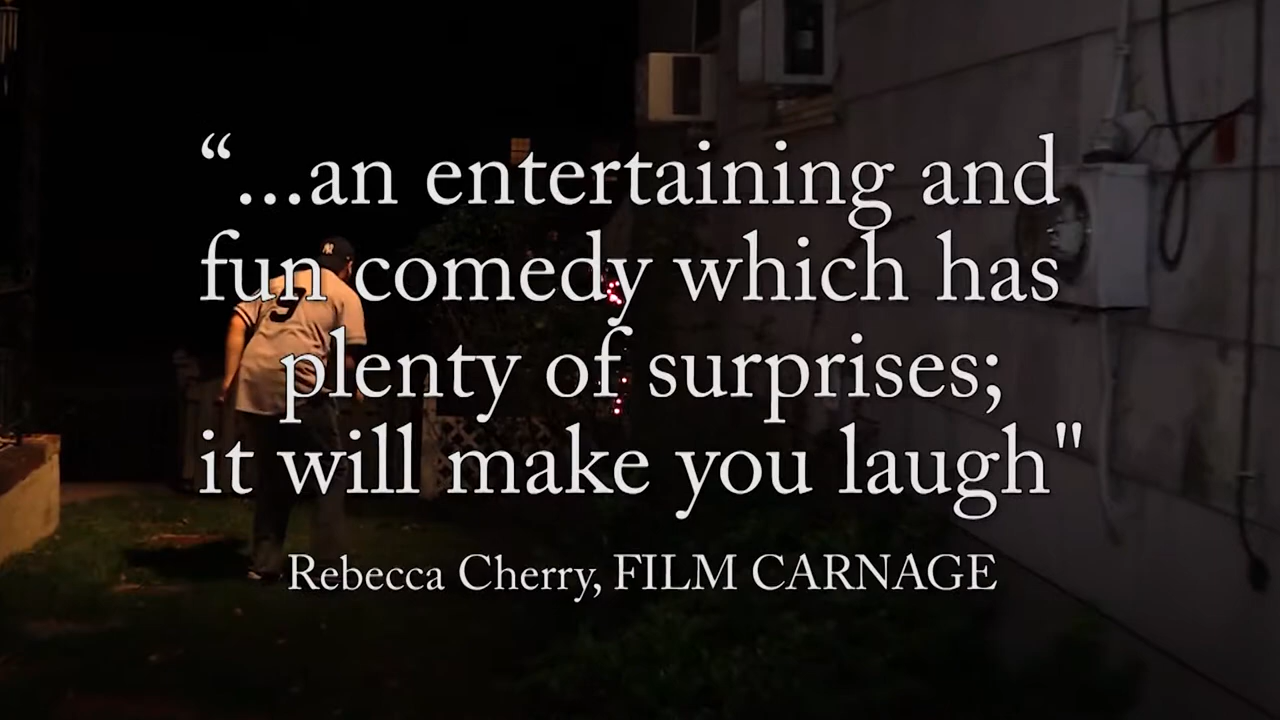 “...an entertaining and
fun comedy which has
plenty of surprises;
it will make you laugh"
Rebecca Cherry, FILM CARNAGE
NY